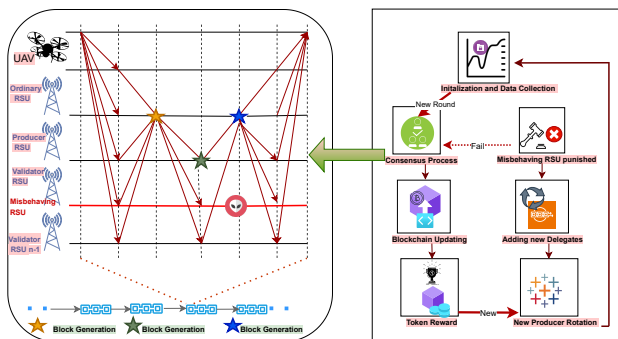 UAV
Ordinary
RSU
Producer
RSU
Validator
RSU
Misbehaving
RSU
Validator
RSU n-1
Block Generation
Block Generation
Block Generation
Initalization and Data Collection
New Round
Consensus Process
Fail
Misbehaving RSU punished
Blockchain Updating
Adding new Delegates
Token Reward
New
New Producer Rotation